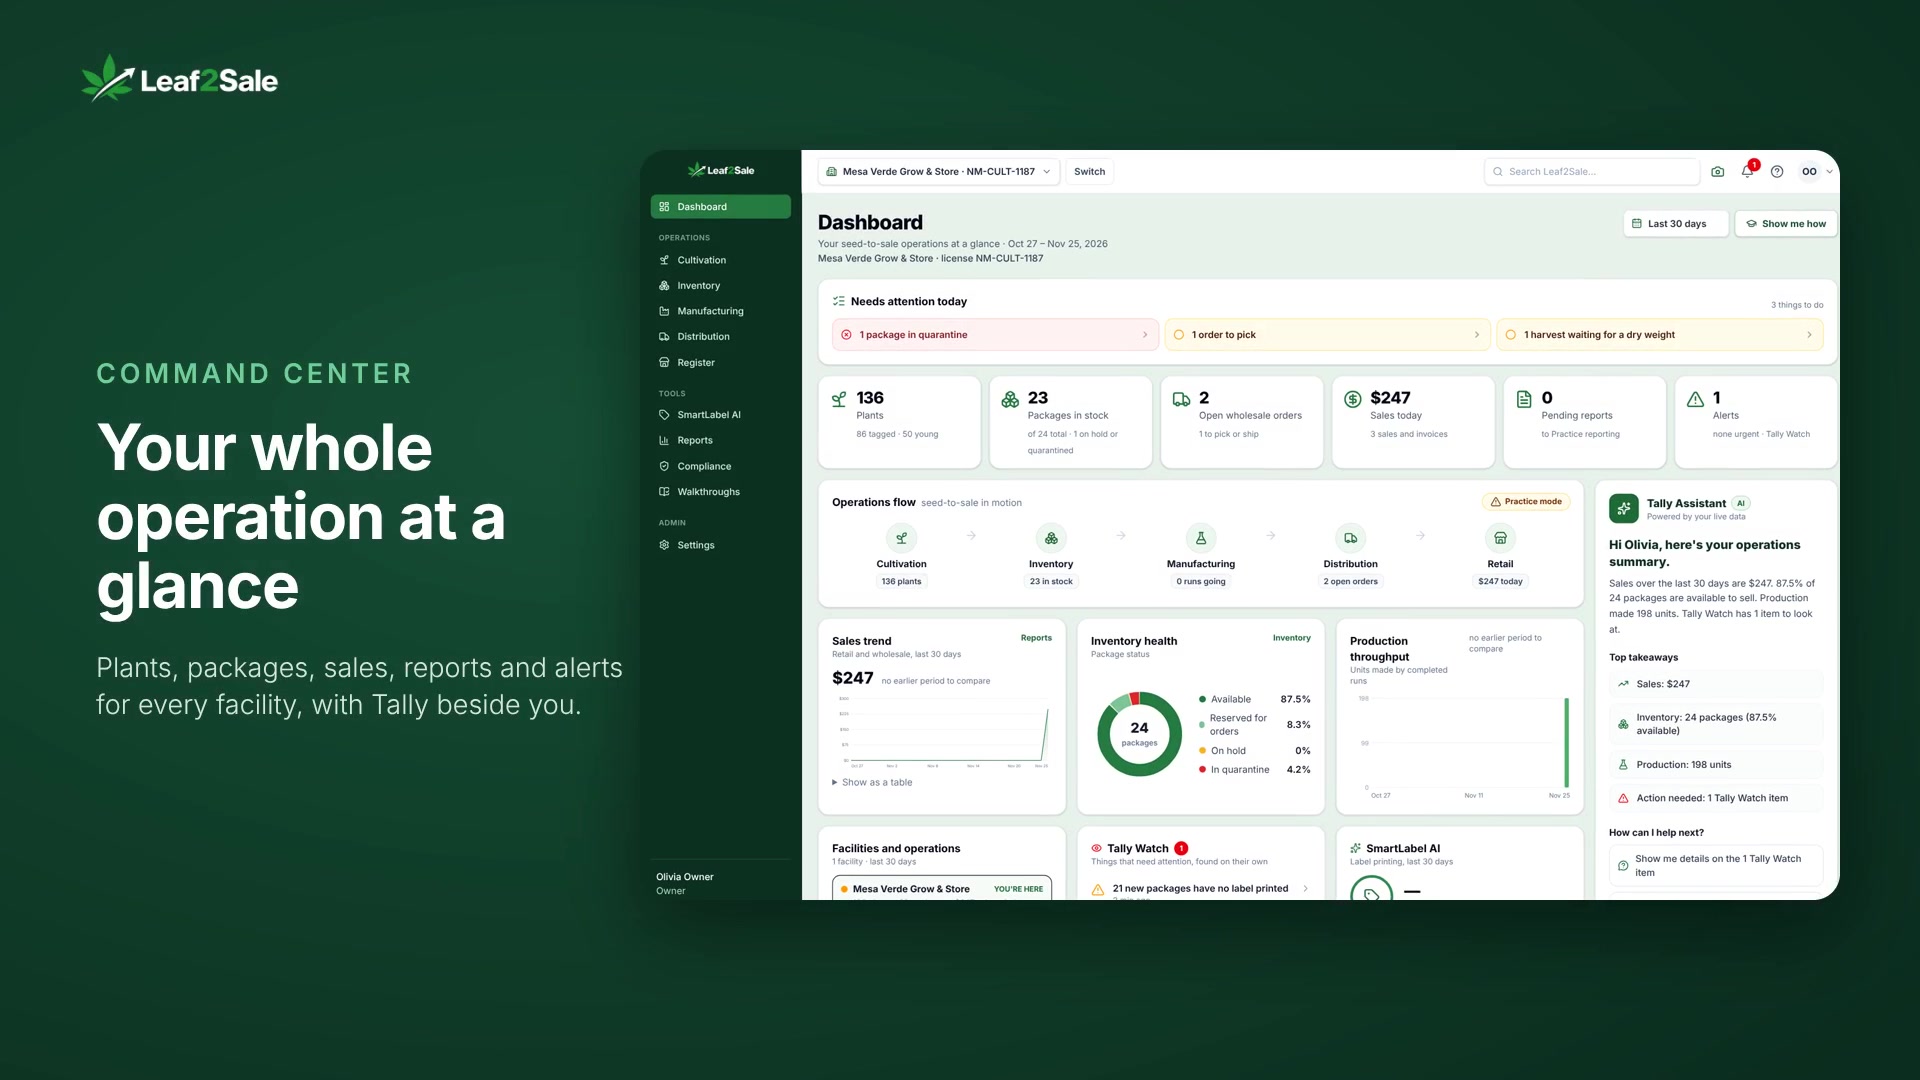 Leaf2Sale
COMMAND CENTER
Your whole
operation at a
glance
Plants, packages, sales, reports and alerts
for every facility, with Tally beside you.
Leaf2Sale
Dashboard
OPERATIONS
Cultivation
Inventory
Manufacturing
Distribution
Register
TOOLS
SmartLabel AI
Reports
Compliance
Walkthroughs
ADMIN
Settings
Olivia Owner
Owner
Mesa Verde Grow & Store · NM-CULT-1187
Switch
Search Leaf2Sale...
1
OO
Dashboard
Your seed-to-sale operations at a glance · Oct 27 – Nov 25, 2026
Mesa Verde Grow & Store · license NM-CULT-1187
Last 30 days
Show me how
Needs attention today
3 things to do
1 package in quarantine
1 order to pick
1 harvest waiting for a dry weight
136
Plants
86 tagged · 50 young
23
Packages in stock
of 24 total · 1 on hold or
quarantined
2
Open wholesale orders
1 to pick or ship
$247
Sales today
3 sales and invoices
0
Pending reports
to Practice reporting
1
Alerts
none urgent · Tally Watch
Operations flow seed-to-sale in motion
Practice mode
Cultivation
136 plants
Inventory
23 in stock
Manufacturing
0 runs going
Distribution
2 open orders
Retail
$247 today
Sales trend
Reports
Retail and wholesale, last 30 days
$247 no earlier period to compare
$75
$0
Oct 27
Nov 25
Show as a table
Inventory health
Inventory
Package status
24
packages
Available 87.5%
Reserved for
orders
8.3%
On hold 0%
In quarantine 4.2%
Production
throughput
no earlier period to
compare
Units made by completed
runs
198
99
0
Oct 27
Nov 11
Nov 25
Facilities and operations
1 facility · last 30 days
Mesa Verde Grow & Store
YOU'RE HERE
Tally Watch 1
Things that need attention, found on their own
21 new packages have no label printed
SmartLabel AI
Label printing, last 30 days
—
Tally Assistant AI
Powered by your live data
Hi Olivia, here's your operations
summary.
Sales over the last 30 days are $247. 87.5% of
24 packages are available to sell. Production
made 198 units. Tally Watch has 1 item to look
at.
Top takeaways
Sales: $247
Inventory: 24 packages (87.5%
available)
Production: 198 units
Action needed: 1 Tally Watch item
How can I help next?
Show me details on the 1 Tally Watch
item